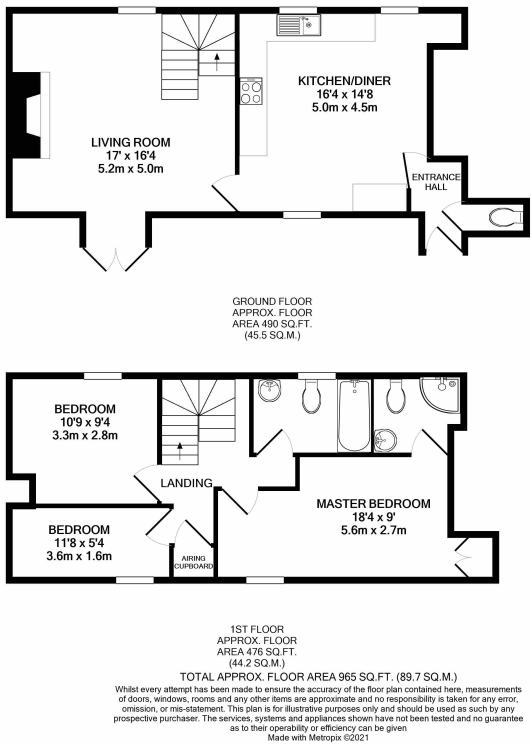 KITCHEN/DINER
16'4 x 14'8
5.0m x 4.5m
LIVING ROOM
17' x 16'4
5.2m x 5.0m
ENTRANCE
HALL
GROUND FLOOR
APPROX. FLOOR
AREA 490 SQ.FT.
(45.5 SQ.M.)
BEDROOM
10'9 x 9'4
3.3m x 2.8m
LANDING
MASTER BEDROOM
18'4 x 9'
5.6m x 2.7m
BEDROOM
11'8 x 5'4
3.6m x 1.6m
AIRING
CUPBOARD
1ST FLOOR
APPROX. FLOOR
AREA 476 SQ.FT.
(44.2 SQ.M.)
TOTAL APPROX. FLOOR AREA 965 SQ.FT. (89.7 SQ.M.)
Whilst every attempt has been made to ensure the accuracy of the floor plan contained here, measurements
of doors, windows, rooms and any other items are approximate and no responsibility is taken for any error,
omission, or mis-statement. This plan is for illustrative purposes only and should be used as such by any
prospective purchaser. The services, systems and appliances shown have not been tested and no guarantee
as to their operability or efficiency can be given
Made with Metropix ©2021